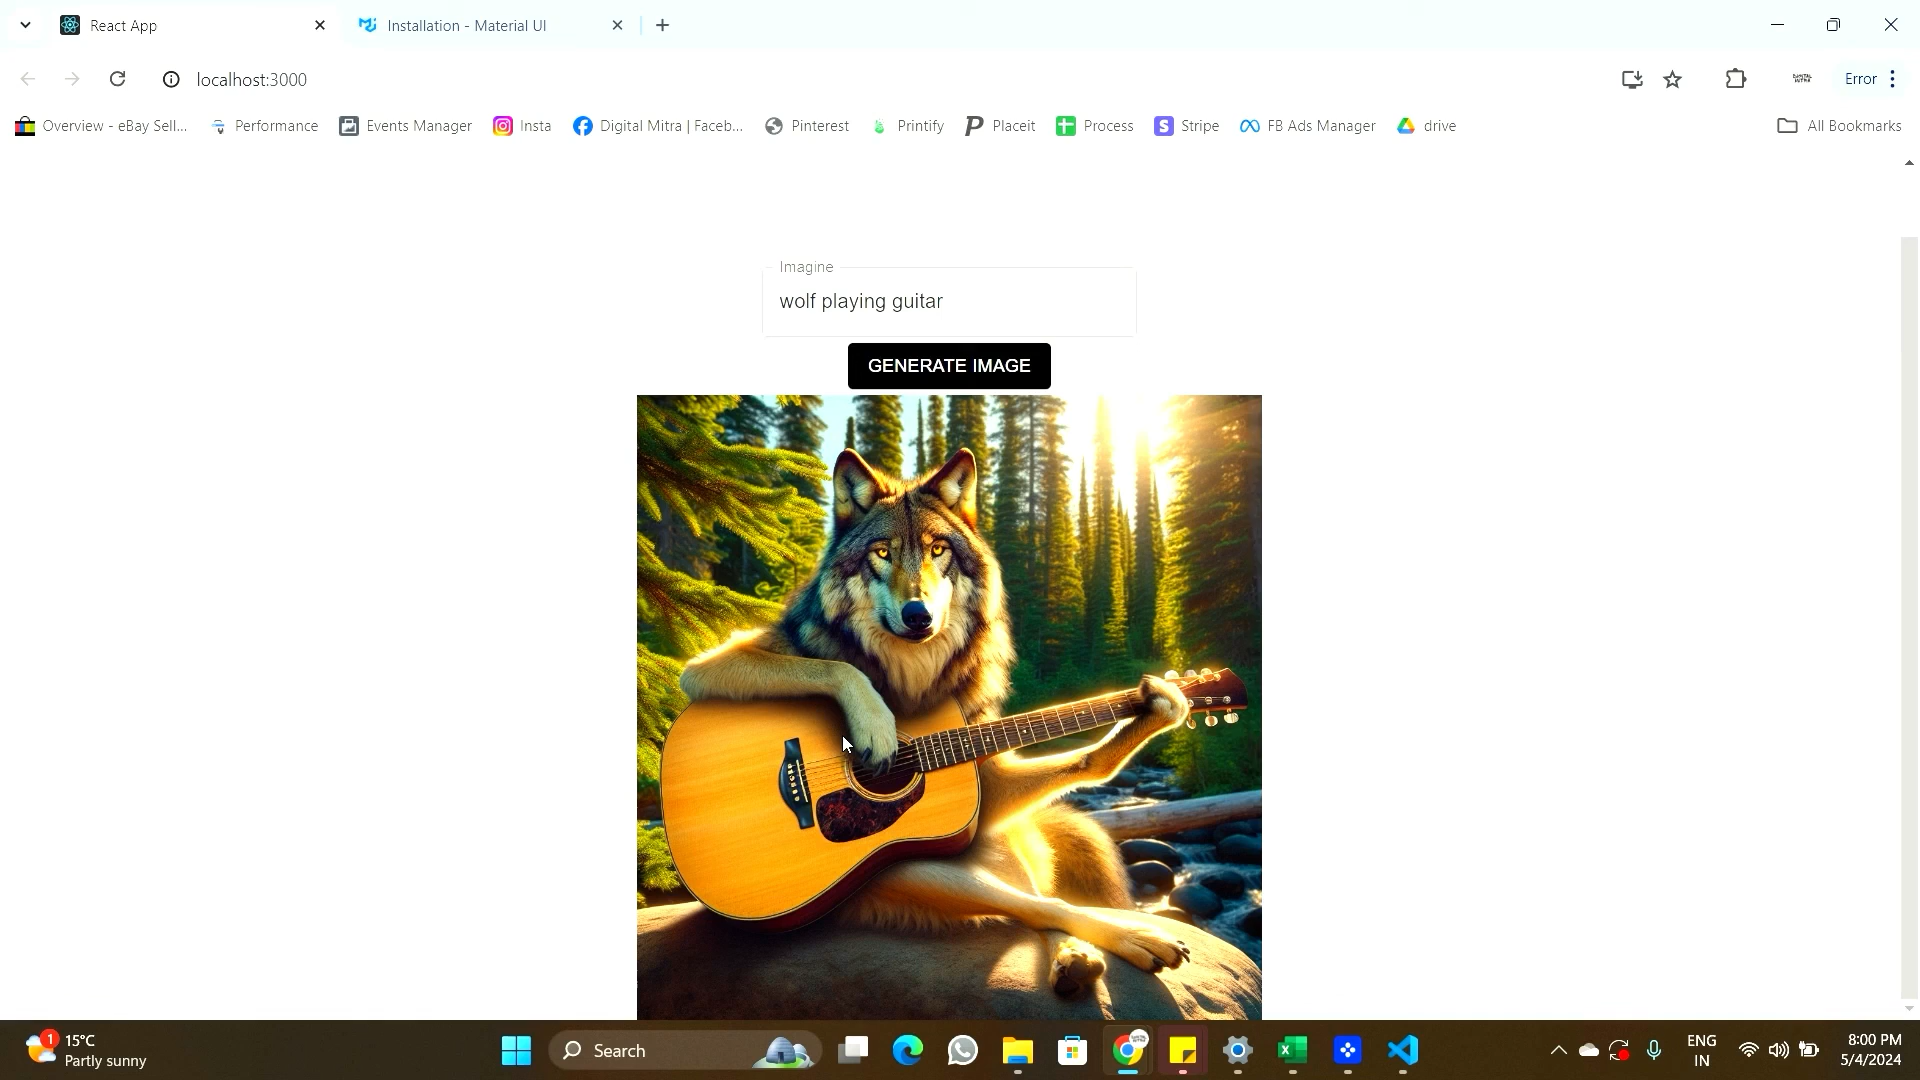 React App
Installation - Material UI
localhost:3000
Error
Overview - eBay Sell...
Performance
Events Manager
Insta
Digital Mitra | Faceb...
Pinterest
Printify
Placeit
Process
Stripe
FB Ads Manager
drive
All Bookmarks
Imagine
wolf playing guitar
GENERATE IMAGE
1
15°C
Partly sunny
Search
ENG
IN
8:00 PM
5/4/2024